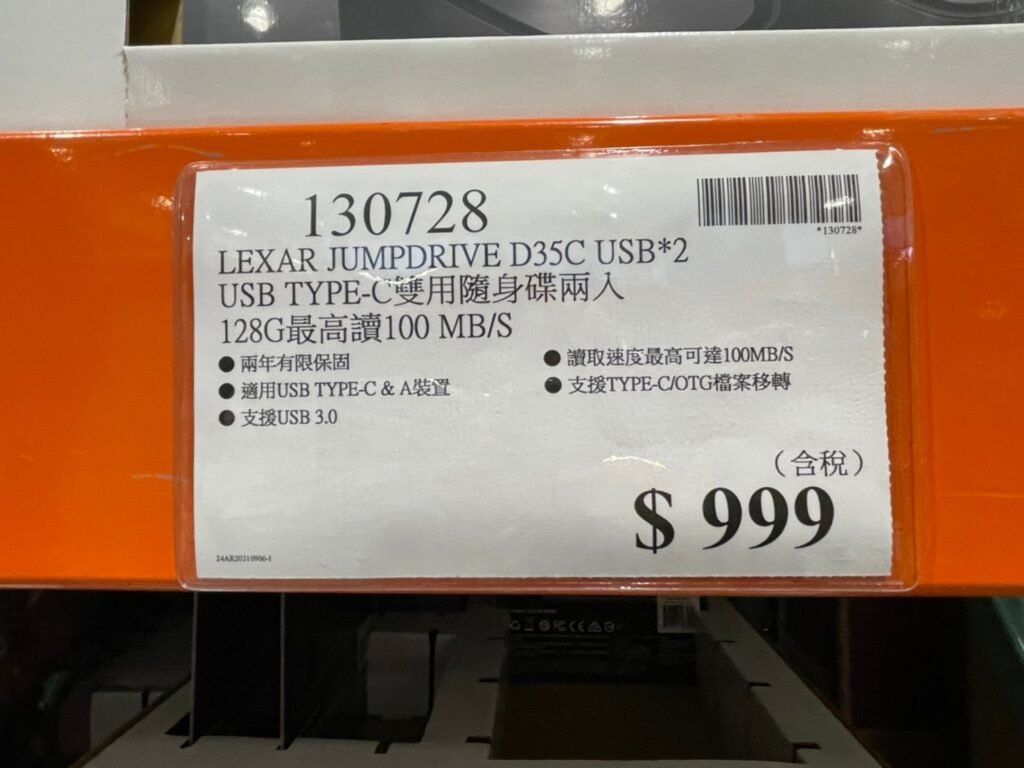 130728
*130728*
LEXAR JUMPDRIVE D35C USB*2
USB TYPE-C雙用隨身碟兩入
128G最高讀100 MB/S
●兩年有限保固
●適用USB TYPE-C & A裝置
●支援USB 3.0
●讀取速度最高可達100MB/S
●支援TYPE-C/OTG檔案移轉
（含稅）
$ 999
24AR20210906-1